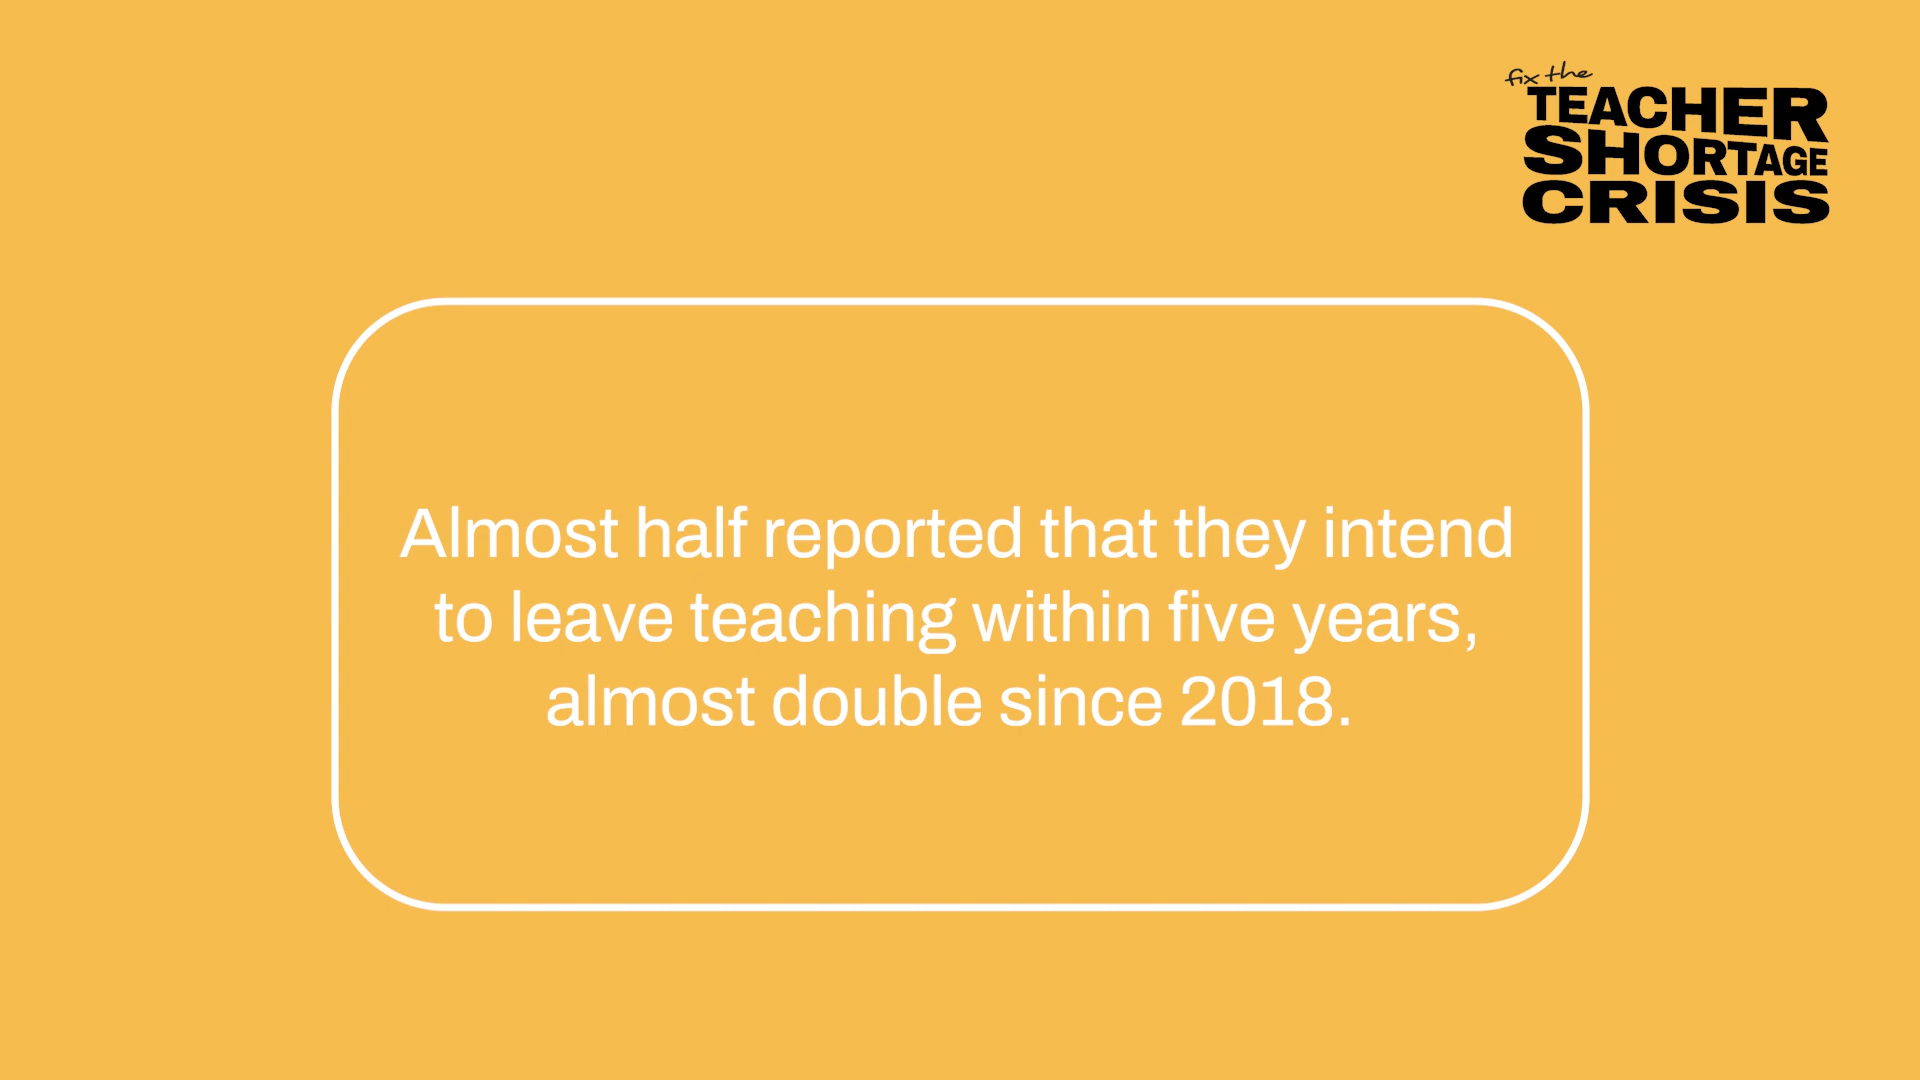 fix the
TEACHER
SHORTAGE
CRISIS
Almost half reported that they intend
to leave teaching within five years,
almost double since 2018.